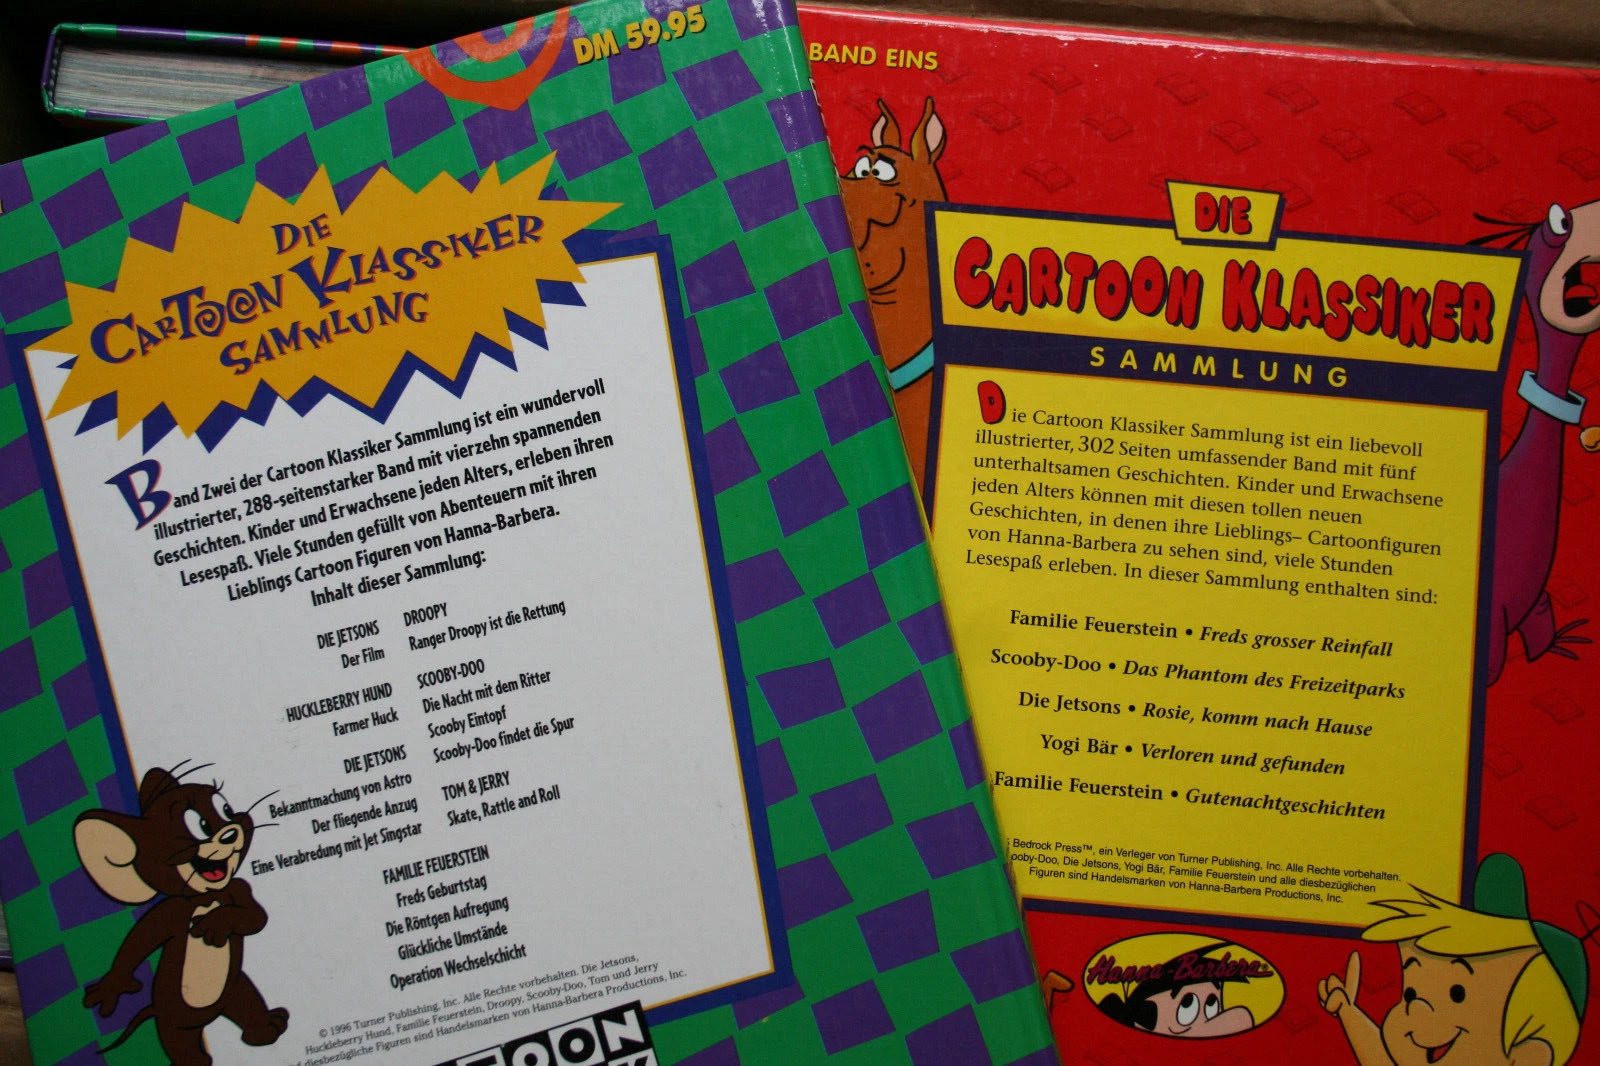 DM 59.95
DIE
CARTOON KLASSIKER
SAMMLUNG
Band Zwei der Cartoon Klassiker Sammlung ist ein wundervoll
illustrierter, 288-seitenstarker Band mit vierzehn spannenden
Geschichten. Kinder und Erwachsene jeden Alters, erleben ihren
Lesespaß. Viele Stunden gefüllt von Abenteuern mit ihren
Lieblings Cartoon Figuren von Hanna-Barbera.
Inhalt dieser Sammlung:
DIE JETSONS
Der Film
HUCKLEBERRY HUND
Farmer Huck
DIE JETSONS
Bekanntmachung von Astro
Der fliegende Anzug
Eine Verabredung mit Jet Singstar
DROOPY
Ranger Droopy ist die Rettung
SCOOBY-DOO
Die Nacht mit dem Ritter
Scooby Eintopf
Scooby-Doo findet die Spur
TOM & JERRY
Skate, Rattle and Roll
FAMILIE FEUERSTEIN
Freds Geburtstag
Die Röntgen Aufregung
Glückliche Umstände
Operation Wechselschicht
© 1996 Turner Publishing, Inc. Alle Rechte vorbehalten. Die Jetsons,
Huckleberry Hund, Familie Feuerstein, Droopy, Scooby-Doo, Tom und Jerry
diesbezügliche Figuren sind Handelsmarken von Hanna-Barbera Productions, Inc.
TOON
BAND EINS
DIE
CARTOON KLASSIKER
SAMMLUNG
Die Cartoon Klassiker Sammlung ist ein liebevoll
illustrierter, 302 Seiten umfassender Band mit fünf
unterhaltsamen Geschichten. Kinder und Erwachsene
jeden Alters können mit diesen tollen neuen
Geschichten, in denen ihre Lieblings– Cartoonfiguren
von Hanna-Barbera zu sehen sind, viele Stunden
Lesespaß erleben. In dieser Sammlung enthalten sind:
Familie Feuerstein • Freds grosser Reinfall
Scooby-Doo • Das Phantom des Freizeitparks
Die Jetsons • Rosie, komm nach Hause
Yogi Bär • Verloren und gefunden
Familie Feuerstein • Gutenachtgeschichten
Bedrock Press™, ein Verleger von Turner Publishing, Inc. Alle Rechte vorbehalten.
ooby-Doo, Die Jetsons, Yogi Bär, Familie Feuerstein und alle diesbezüglichen
Figuren sind Handelsmarken von Hanna-Barbera Productions, Inc.
Hanna-Barbera